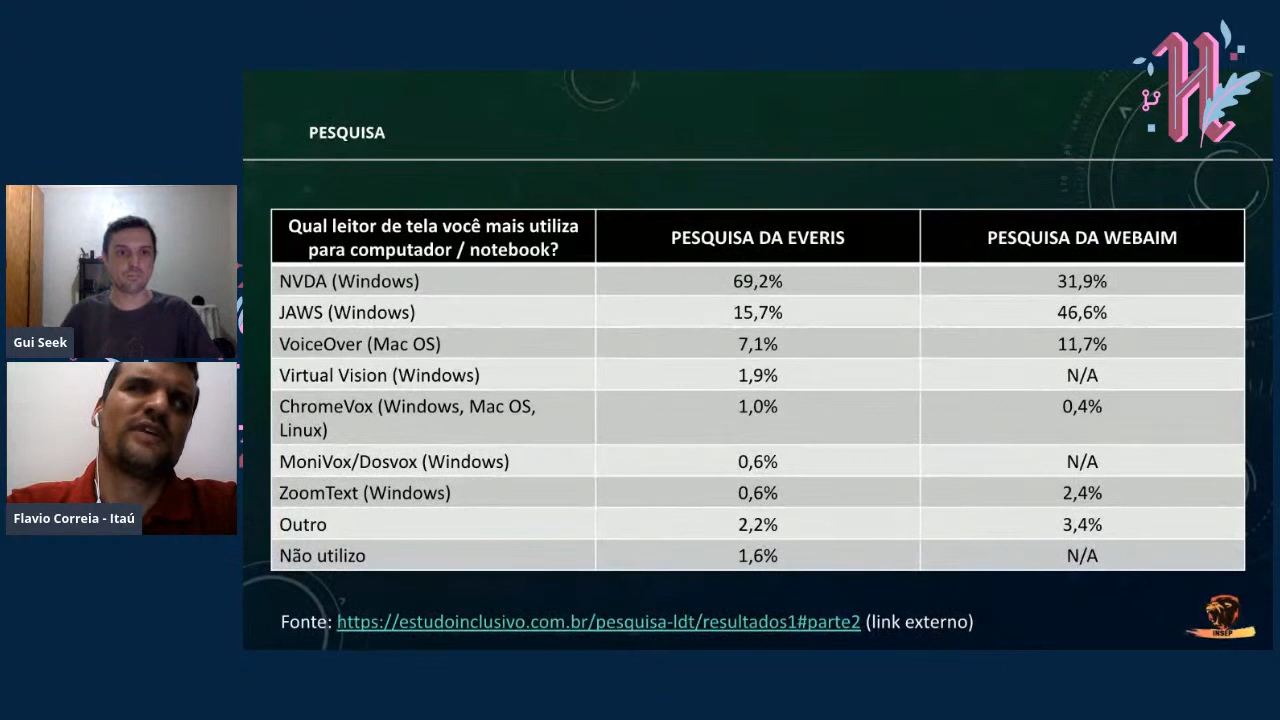 PESQUISA
Qual leitor de tela você mais utiliza
para computador / notebook?
PESQUISA DA EVERIS
PESQUISA DA WEBAIM
NVDA (Windows) 69,2% 31,9%
JAWS (Windows) 15,7% 46,6%
VoiceOver (Mac OS) 7,1% 11,7%
Virtual Vision (Windows) 1,9% N/A
ChromeVox (Windows, Mac OS, 1,0% 0,4%
Linux)
MoniVox/Dosvox (Windows) 0,6% N/A
ZoomText (Windows) 0,6% 2,4%
Outro 2,2% 3,4%
Não utilizo 1,6% N/A
Fonte: https://estudoinclusivo.com.br/pesquisa-ldt/resultados1#parte2 (link externo)
INSEP
Gui Seek
Flavio Correia - Itaú
H